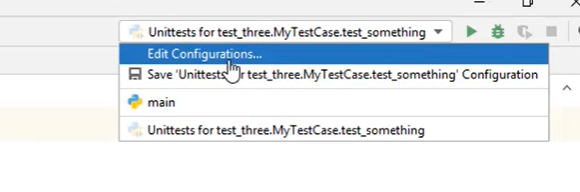 Unittests for test_three.MyTestCase.test_something
Edit Configurations...
Save 'Unittests for test_three.MyTestCase.test_something' Configuration
main
Unittests for test_three.MyTestCase.test_something